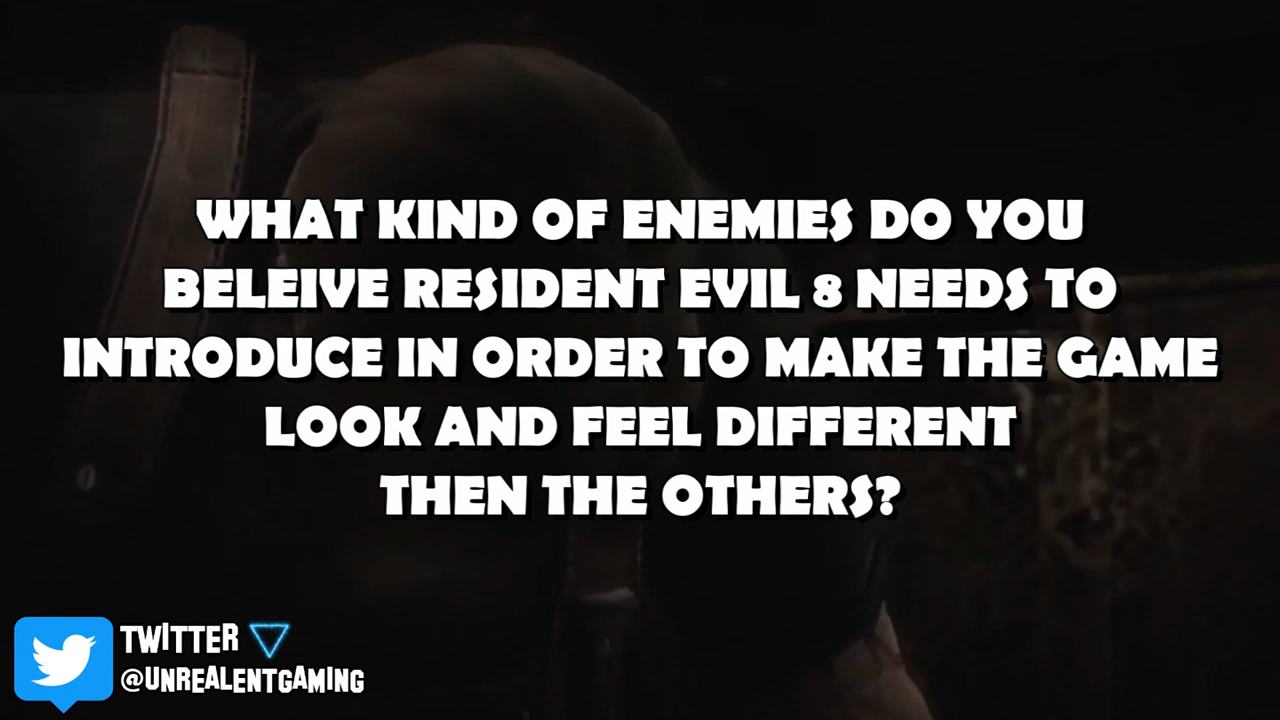 WHAT KIND OF ENEMIES DO YOU
BELEIVE RESIDENT EVIL 8 NEEDS TO
INTRODUCE IN ORDER TO MAKE THE GAME
LOOK AND FEEL DIFFERENT
THEN THE OTHERS?
TWITTER
@UNREALENTGAMING